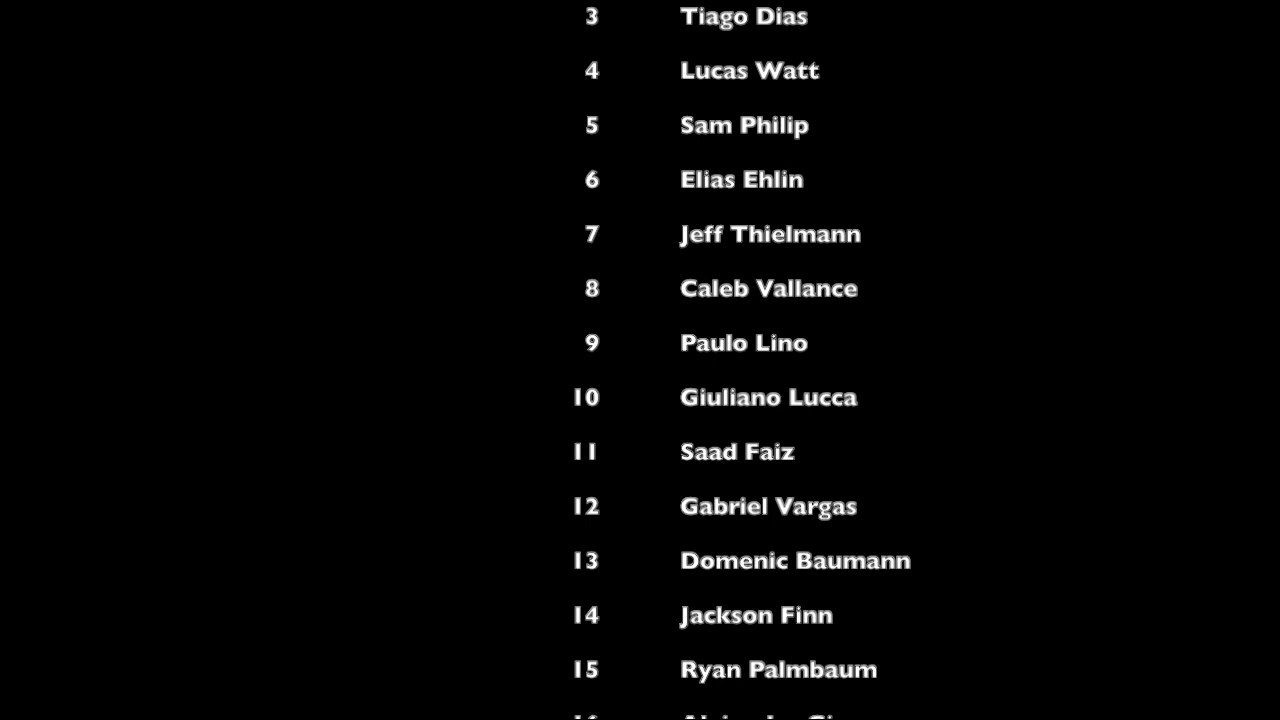 3 Tiago Dias
4 Lucas Watt
5 Sam Philip
6 Elias Ehlin
7 Jeff Thielmann
8 Caleb Vallance
9 Paulo Lino
10 Giuliano Lucca
11 Saad Faiz
12 Gabriel Vargas
13 Domenic Baumann
14 Jackson Finn
15 Ryan Palmbaum